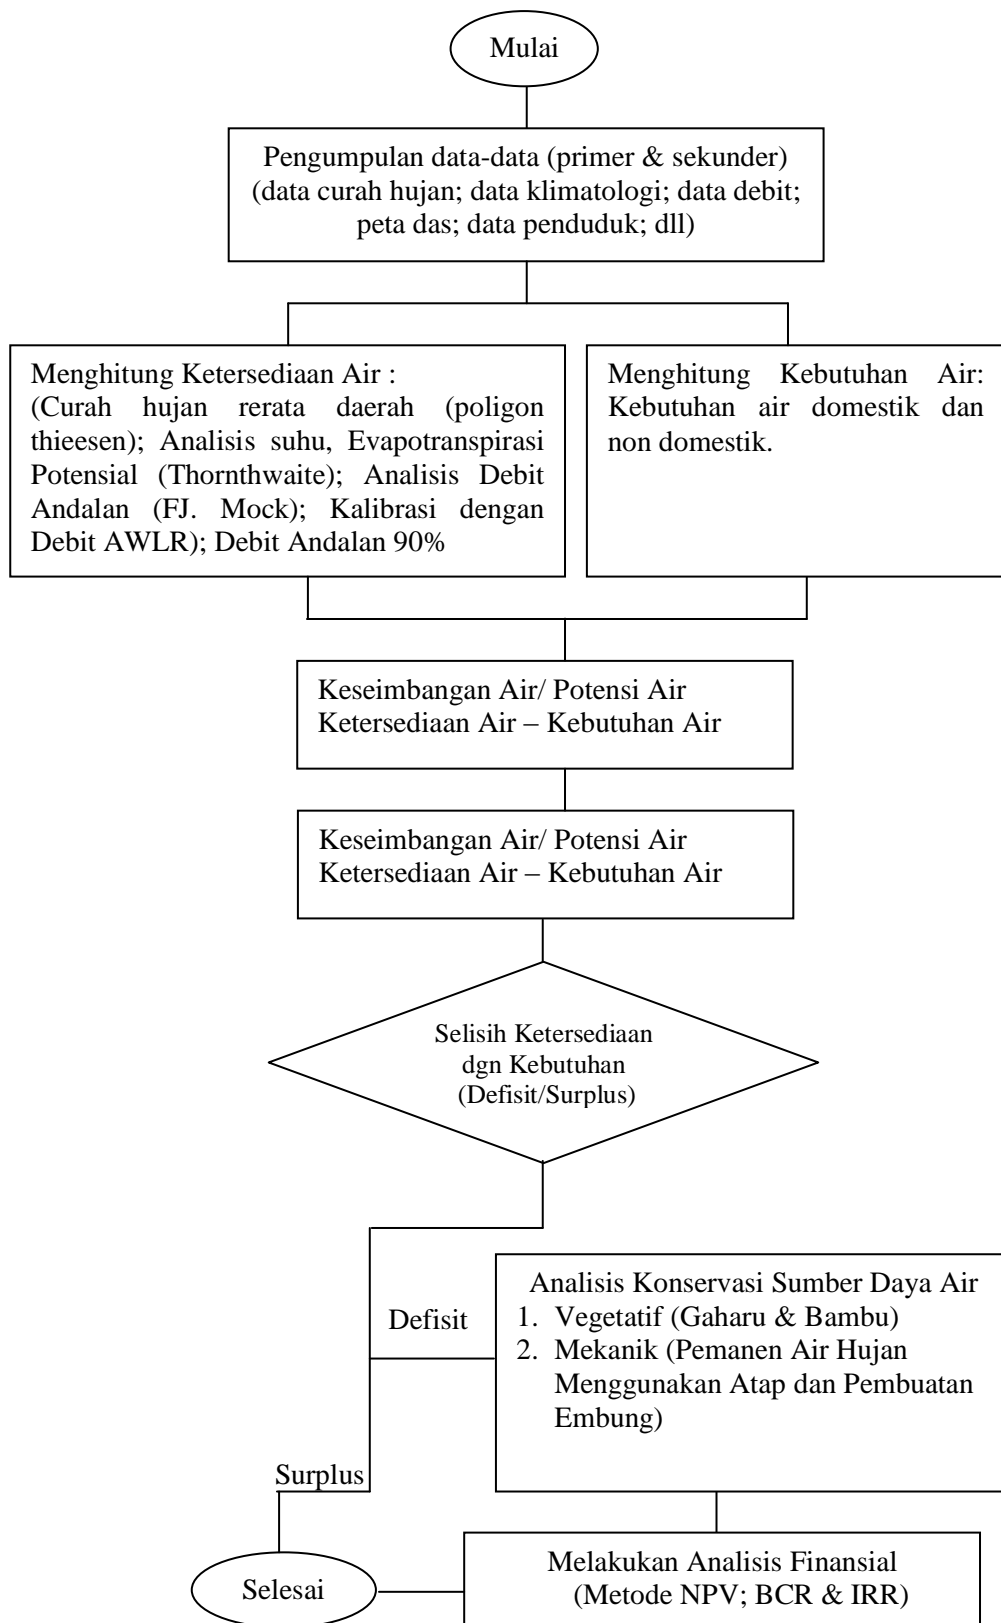 Mulai
Pengumpulan data-data (primer & sekunder)
(data curah hujan; data klimatologi; data debit;
peta das; data penduduk; dll)
Menghitung Ketersediaan Air :
(Curah hujan rerata daerah (poligon
thieesen); Analisis suhu, Evapotranspirasi
Potensial (Thornthwaite); Analisis Debit
Andalan (FJ. Mock); Kalibrasi dengan
Debit AWLR); Debit Andalan 90%
Menghitung Kebutuhan Air:
Kebutuhan air domestik dan
non domestik.
Keseimbangan Air/ Potensi Air
Ketersediaan Air – Kebutuhan Air
Keseimbangan Air/ Potensi Air
Ketersediaan Air – Kebutuhan Air
Selisih Ketersediaan
dgn Kebutuhan
(Defisit/Surplus)
Defisit
Analisis Konservasi Sumber Daya Air
1. Vegetatif (Gaharu & Bambu)
2. Mekanik (Pemanen Air Hujan
Menggunakan Atap dan Pembuatan
Embung)
Surplus
Selesai
Melakukan Analisis Finansial
(Metode NPV; BCR & IRR)